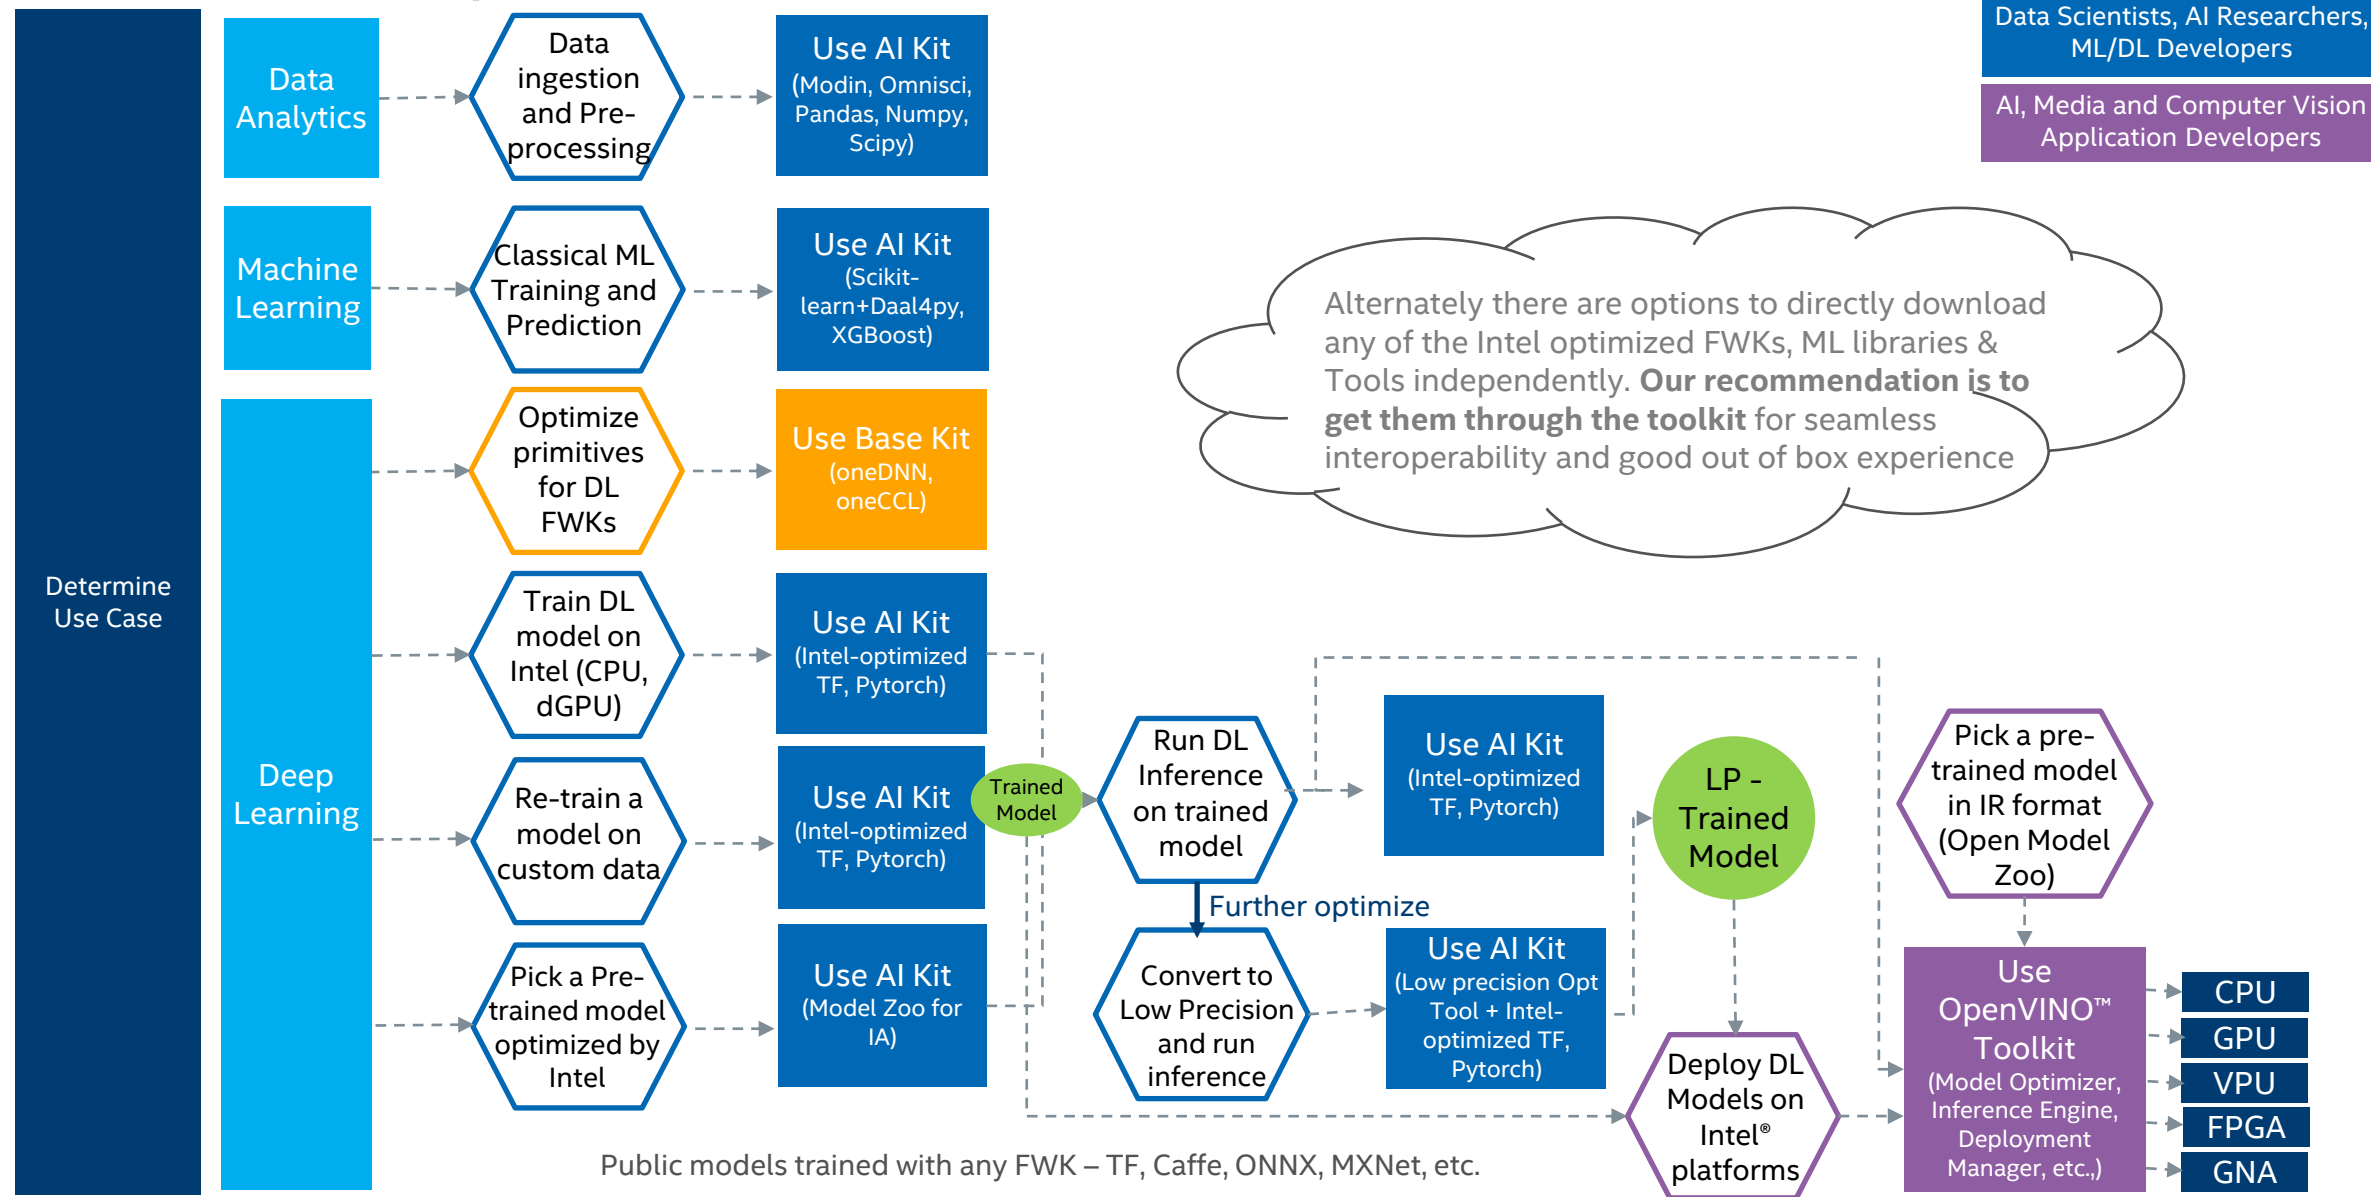 Data Scientists, AI Researchers,
ML/DL Developers
AI, Media and Computer Vision
Application Developers
Determine
Use Case
Data
Analytics
Data
ingestion
and Pre-
processing
Use AI Kit
(Modin, Omnisci,
Pandas, Numpy,
Scipy)
Machine
Learning
Classical ML
Training and
Prediction
Use AI Kit
(Scikit-
learn+Daal4py,
XGBoost)
Alternately there are options to directly download
any of the Intel optimized FWKs, ML libraries &
Tools independently. Our recommendation is to
get them through the toolkit for seamless
interoperability and good out of box experience
Deep
Learning
Optimize
primitives
for DL
FWKs
Use Base Kit
(oneDNN,
oneCCL)
Train DL
model on
Intel (CPU,
dGPU)
Use AI Kit
(Intel-optimized
TF, Pytorch)
Re-train a
model on
custom data
Use AI Kit
(Intel-optimized
TF, Pytorch)
Pick a Pre-
trained model
optimized by
Intel
Use AI Kit
(Model Zoo for
IA)
Trained
Model
Run DL
Inference
on trained
model
Use AI Kit
(Intel-optimized
TF, Pytorch)
Further optimize
Convert to
Low Precision
and run
inference
Use AI Kit
(Low precision Opt
Tool + Intel-
optimized TF,
Pytorch)
LP -
Trained
Model
Deploy DL
Models on
Intel®
platforms
Pick a pre-
trained model
in IR format
(Open Model
Zoo)
Use
OpenVINO™
Toolkit
(Model Optimizer,
Inference Engine,
Deployment
Manager, etc.,)
CPU
GPU
VPU
FPGA
GNA
Public models trained with any FWK – TF, Caffe, ONNX, MXNet, etc.